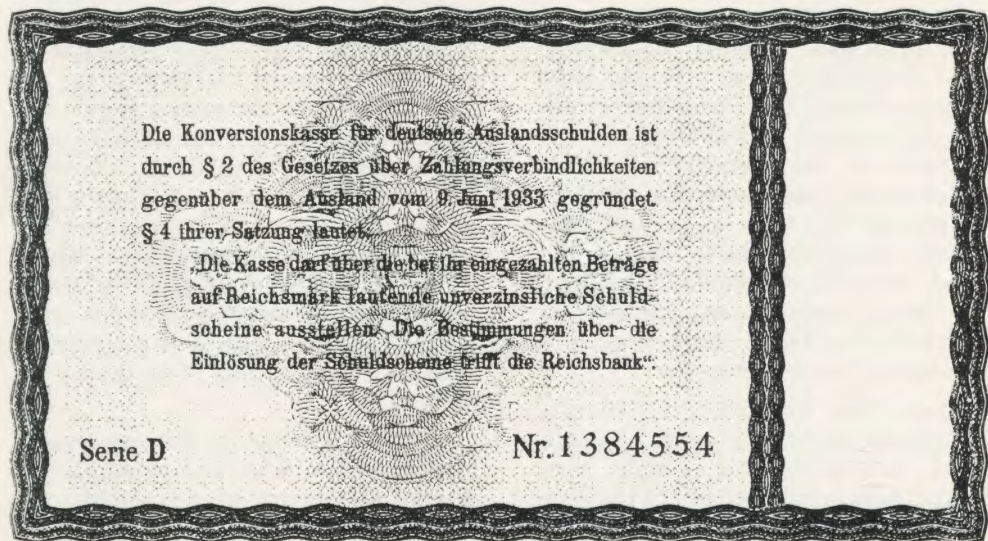 Die Konversionskasse für deutsche Auslandsschulden ist
durch § 2 des Gesetzes über Zahlungsverbindlichkeiten
gegenüber dem Ausland vom 9. Juni 1933 gegründet.
§ 4 ihrer Satzung lautet:
„Die Kasse darf über die bei ihr eingezahlten Beträge
auf Reichsmark lautende unverzinsliche Schuld-
scheine ausstellen. Die Bestimmungen über die
Einlösung der Schuldscheine trifft die Reichsbank“.
Serie D
Nr. 1384554